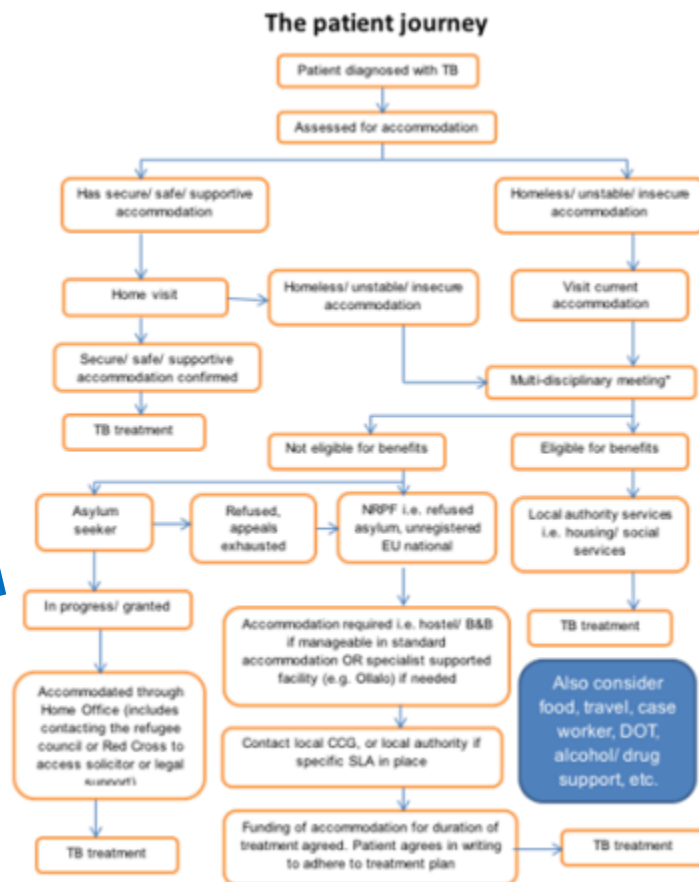 The patient journey
Patient diagnosed with TB
Assessed for accommodation
Has secure/ safe/ supportive
accommodation
Homeless/ unstable/ insecure
accommodation
Home visit
Homeless/ unstable/ insecure
accommodation
Visit current
accommodation
Secure/ safe/ supportive
accommodation confirmed
Multi-disciplinary meeting*
TB treatment
Not eligible for benefits
Eligible for benefits
Asylum
seeker
Refused,
appeals
exhausted
NRPF i.e. refused
asylum, unregistered
EU national
Local authority services
i.e. housing/ social
services
In progress/ granted
Accommodation required i.e. hostel/ B&B
if manageable in standard
accommodation OR specialist supported
facility (e.g. Ollalo) if needed
TB treatment
Accommodated through
Home Office (includes
contacting the refugee
council or Red Cross to
access solicitor or legal
support)
Contact local CCG, or local authority if
specific SLA in place
Also consider
food, travel, case
worker, DOT,
alcohol/ drug
support, etc.
TB treatment
Funding of accommodation for duration of
treatment agreed. Patient agrees in writing
to adhere to treatment plan
TB treatment